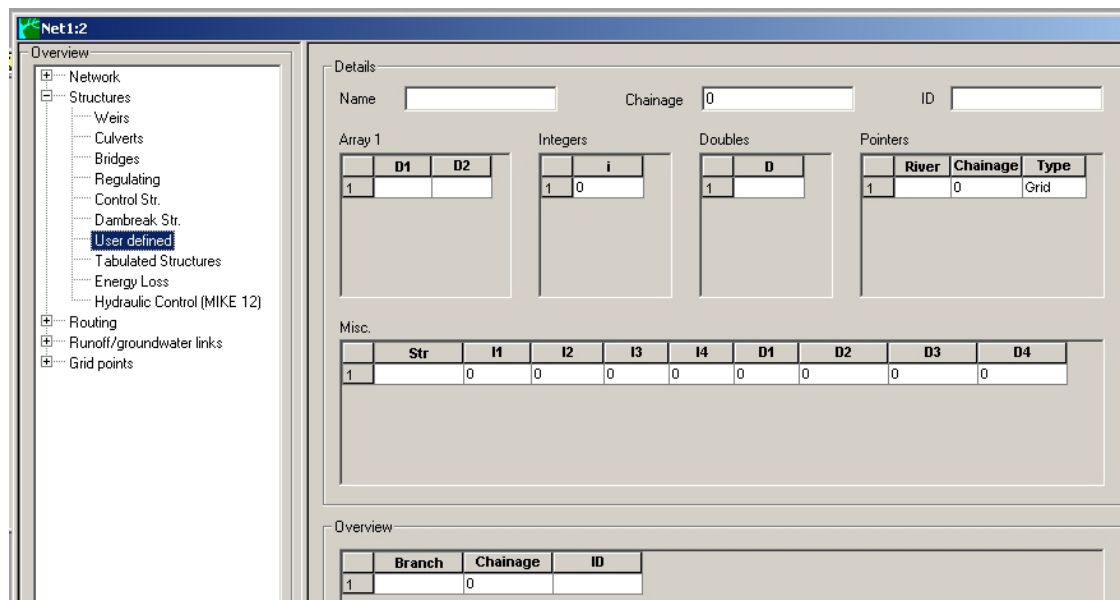 Net1:2
Overview
Network
Structures
Weirs
Culverts
Bridges
Regulating
Control Str.
Dambreak Str.
User defined
Tabulated Structures
Energy Loss
Hydraulic Control (MIKE 12)
Routing
Runoff/groundwater links
Grid points
Details
Name Chainage 0 ID
Array 1 Integers Doubles Pointers
D1 D2 i D River Chainage Type
1 1 0 1 1 0 Grid
Misc.
Str I1 I2 I3 I4 D1 D2 D3 D4
1 0 0 0 0 0 0 0 0
Overview
Branch Chainage ID
1 0